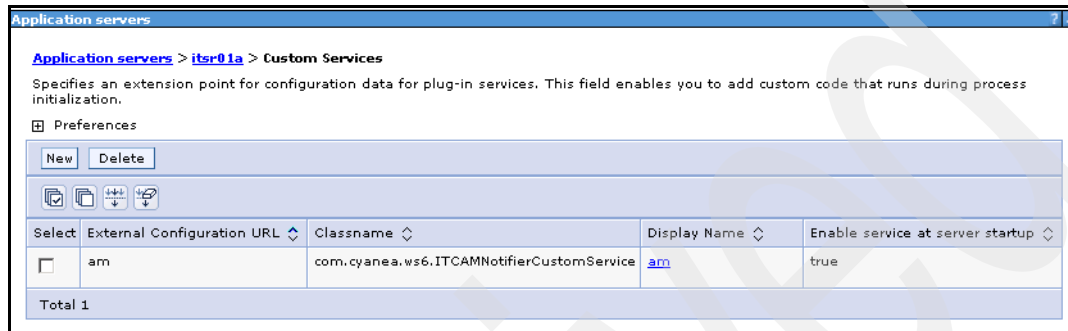 Application servers ?
Application servers > itsr01a > Custom Services
Specifies an extension point for configuration data for plug-in services. This field enables you to add custom code that runs during process
initialization.
Preferences
New Delete
Select External Configuration URL Classname Display Name Enable service at server startup
am com.cyanea.ws6.ITCAMNotifierCustomService am true
Total 1